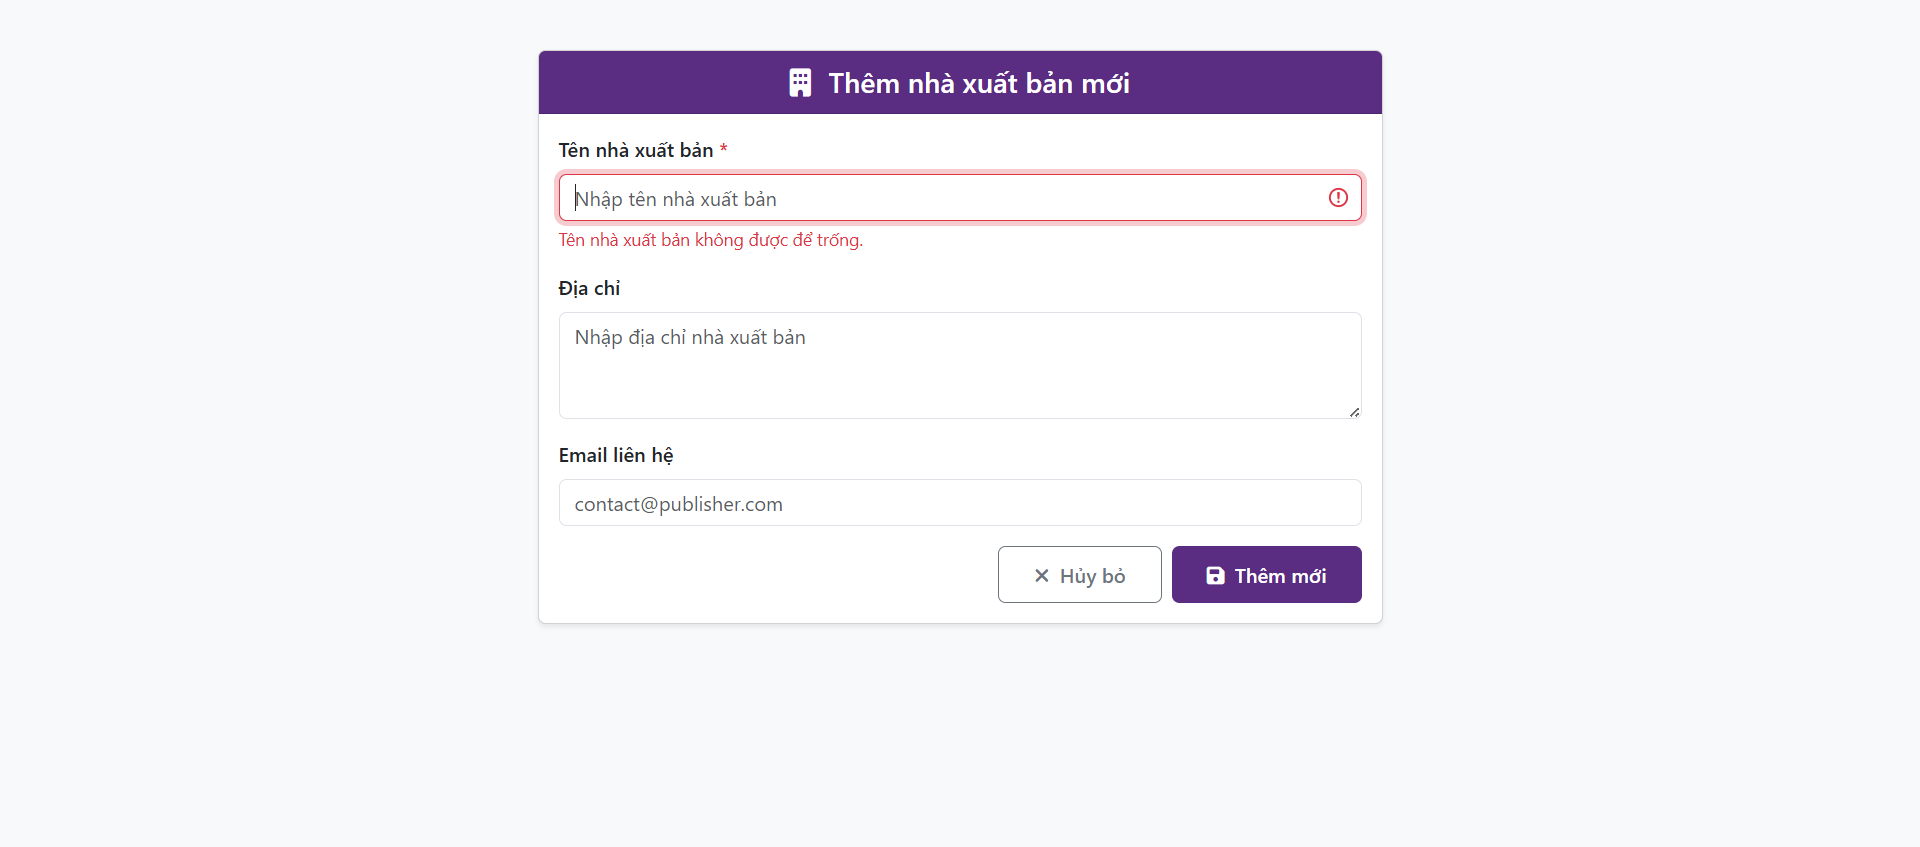 Thêm nhà xuất bản mới
Tên nhà xuất bản *
Nhập tên nhà xuất bản
Tên nhà xuất bản không được để trống.
Địa chỉ
Nhập địa chỉ nhà xuất bản
Email liên hệ
contact@publisher.com
Hủy bỏ
Thêm mới